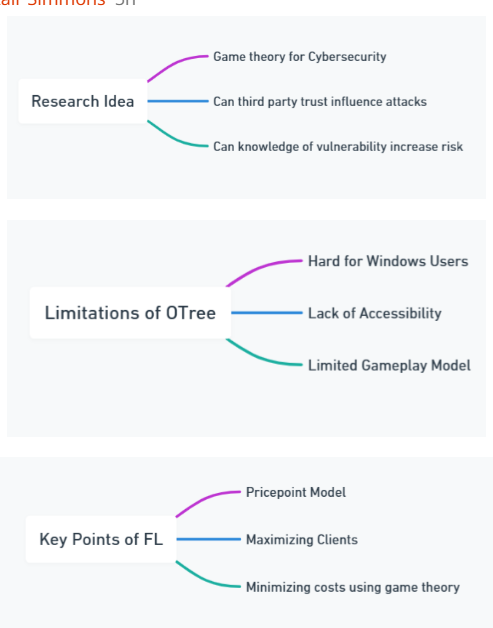 Simmons 5h
Research Idea
Game theory for Cybersecurity
Can third party trust influence attacks
Can knowledge of vulnerability increase risk
Limitations of OTree
Hard for Windows Users
Lack of Accessibility
Limited Gameplay Model
Key Points of FL
Pricepoint Model
Maximizing Clients
Minimizing costs using game theory